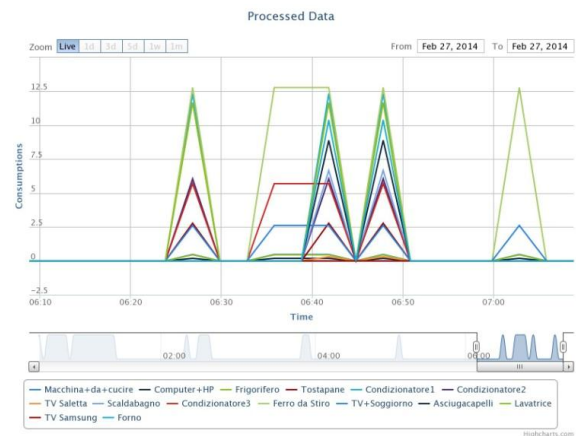 Processed Data
Zoom Live 1d 3d 5d 1w 1m From Feb 27, 2014 To Feb 27, 2014
12.5
10
7.5
5
2.5
0
−2.5
Consumptions
06:10 06:20 06:30 06:40 06:50 07:00
Time
02:00 04:00 06:00
Macchina+da+cucire Computer+HP Frigorifero Tostapane Condizionatore1 Condizionatore2
TV Saletta Scaldabagno Condizionatore3 Ferro da Stiro TV+Soggiorno Asciugacapelli Lavatrice
TV Samsung Forno
Highcharts.com